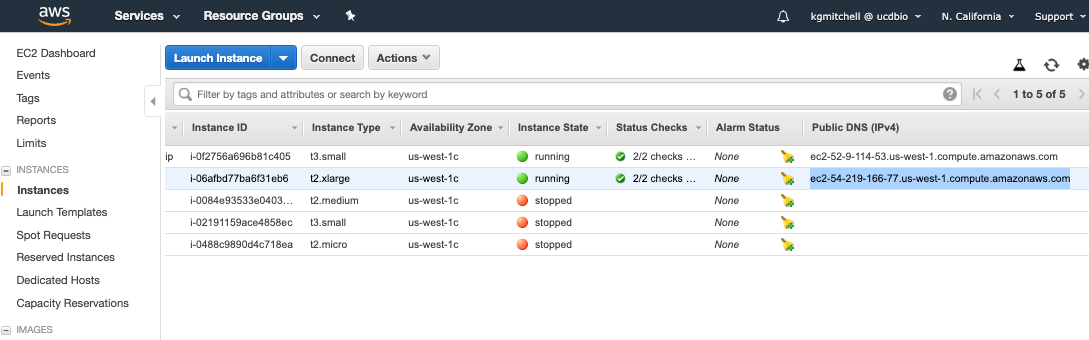 aws Services Resource Groups kgmitchell @ ucdbio N. California Support
EC2 Dashboard
Events
Tags
Reports
Limits
INSTANCES
Instances
Launch Templates
Spot Requests
Reserved Instances
Dedicated Hosts
Capacity Reservations
IMAGES
Launch Instance Connect Actions
Filter by tags and attributes or search by keyword 1 to 5 of 5
Instance ID Instance Type Availability Zone Instance State Status Checks Alarm Status Public DNS (IPv4)
ip i-0f2756a696b81c405 t3.small us-west-1c running 2/2 checks ... None ec2-52-9-114-53.us-west-1.compute.amazonaws.com
i-06afbd77ba6f31eb6 t2.xlarge us-west-1c running 2/2 checks ... None ec2-54-219-166-77.us-west-1.compute.amazonaws.com
i-0084e93533e0403... t2.medium us-west-1c stopped None
i-02191159ace4858ec t3.small us-west-1c stopped None
i-0488c9890d4c718ea t2.micro us-west-1c stopped None